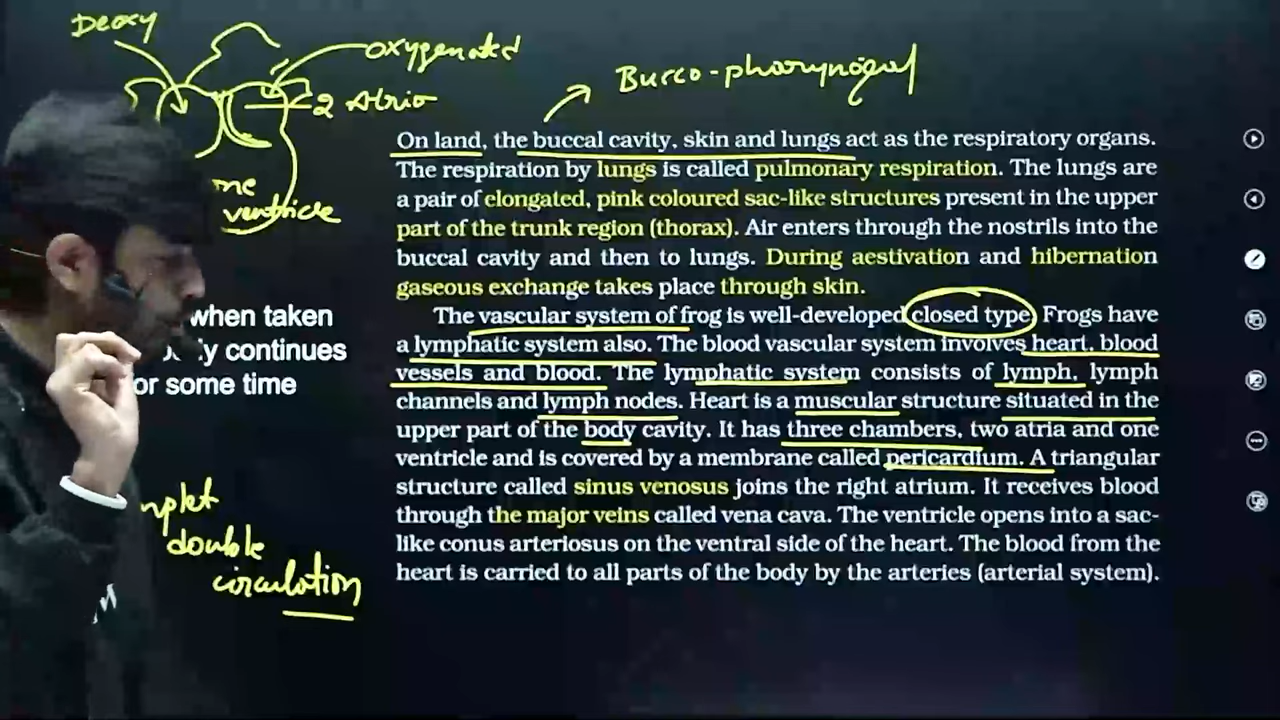 Deoxy
oxygenated
2 Atria
Bucco-pharyngeal
ventricle
On land, the buccal cavity, skin and lungs act as the respiratory organs.
The respiration by lungs is called pulmonary respiration. The lungs are
a pair of elongated, pink coloured sac-like structures present in the upper
part of the trunk region (thorax). Air enters through the nostrils into the
buccal cavity and then to lungs. During aestivation and hibernation
gaseous exchange takes place through skin.
The vascular system of frog is well-developed closed type. Frogs have
a lymphatic system also. The blood vascular system involves heart, blood
vessels and blood. The lymphatic system consists of lymph, lymph
channels and lymph nodes. Heart is a muscular structure situated in the
upper part of the body cavity. It has three chambers, two atria and one
ventricle and is covered by a membrane called pericardium. A triangular
structure called sinus venosus joins the right atrium. It receives blood
through the major veins called vena cava. The ventricle opens into a sac-
like conus arteriosus on the ventral side of the heart. The blood from the
heart is carried to all parts of the body by the arteries (arterial system).
when taken
continues
or some time
double
circulation